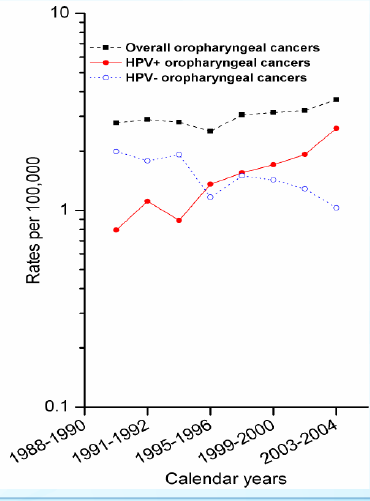 10
Overall oropharyngeal cancers
HPV+ oropharyngeal cancers
HPV- oropharyngeal cancers
Rates per 100,000
1
0.1
1988-1990
1991-1992
1995-1996
1999-2000
2003-2004
Calendar years